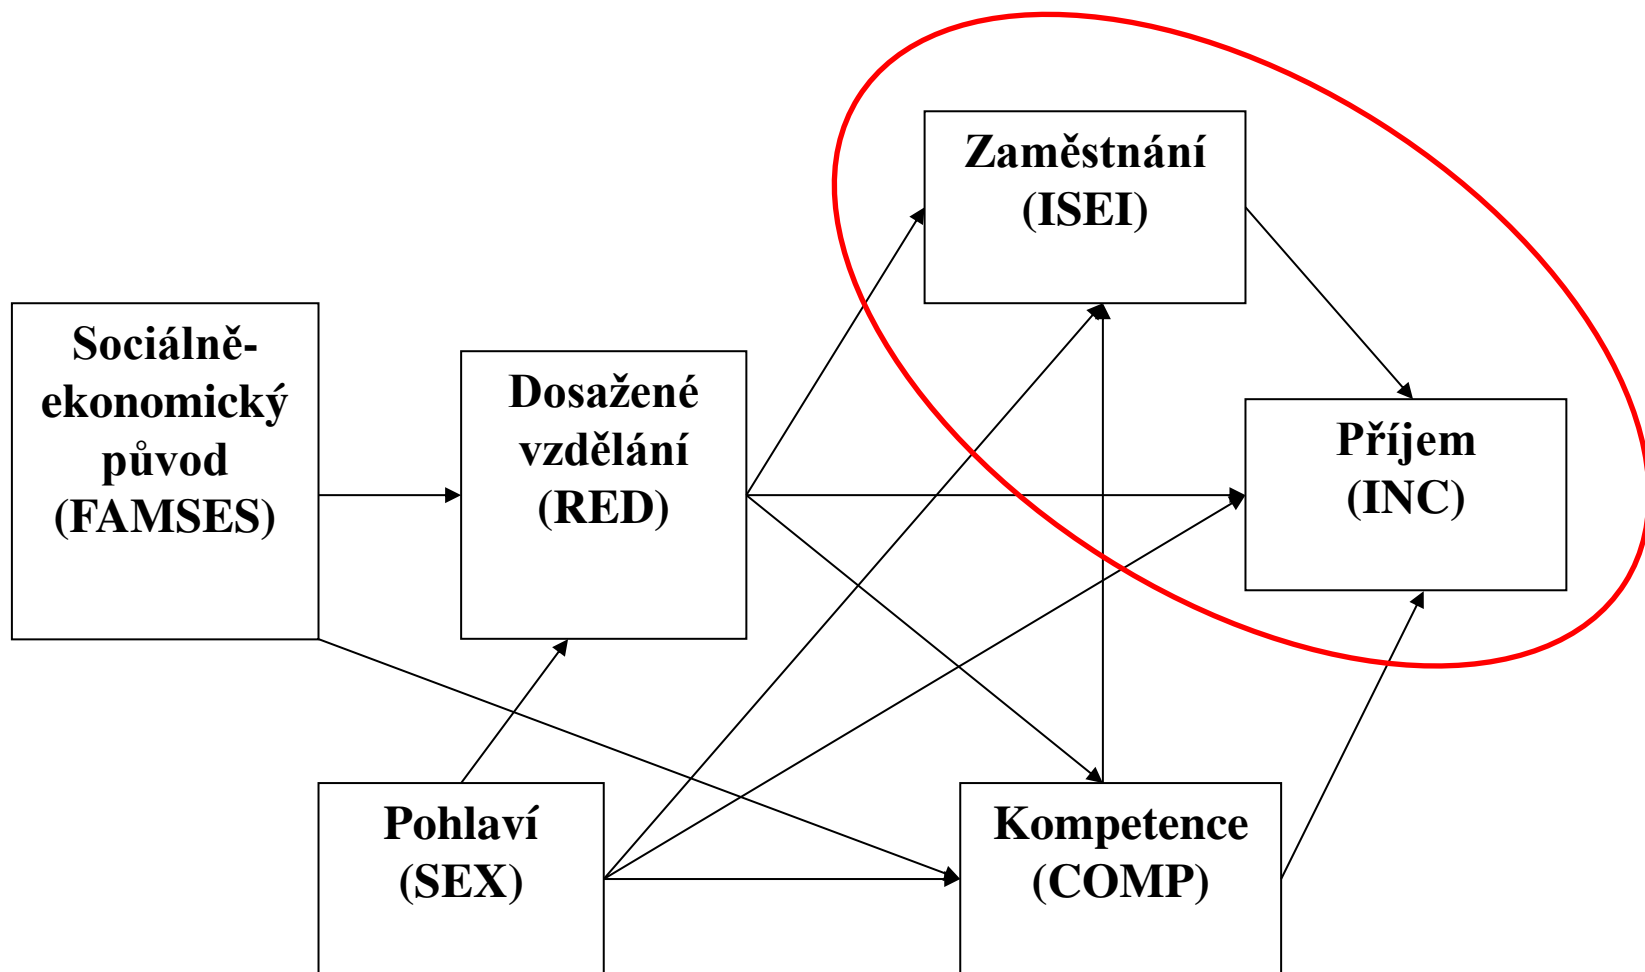 Zaměstnání
(ISEI)
Sociálně-
ekonomický
původ
(FAMSES)
Dosažené
vzdělání
(RED)
Příjem
(INC)
Pohlaví
(SEX)
Kompetence
(COMP)